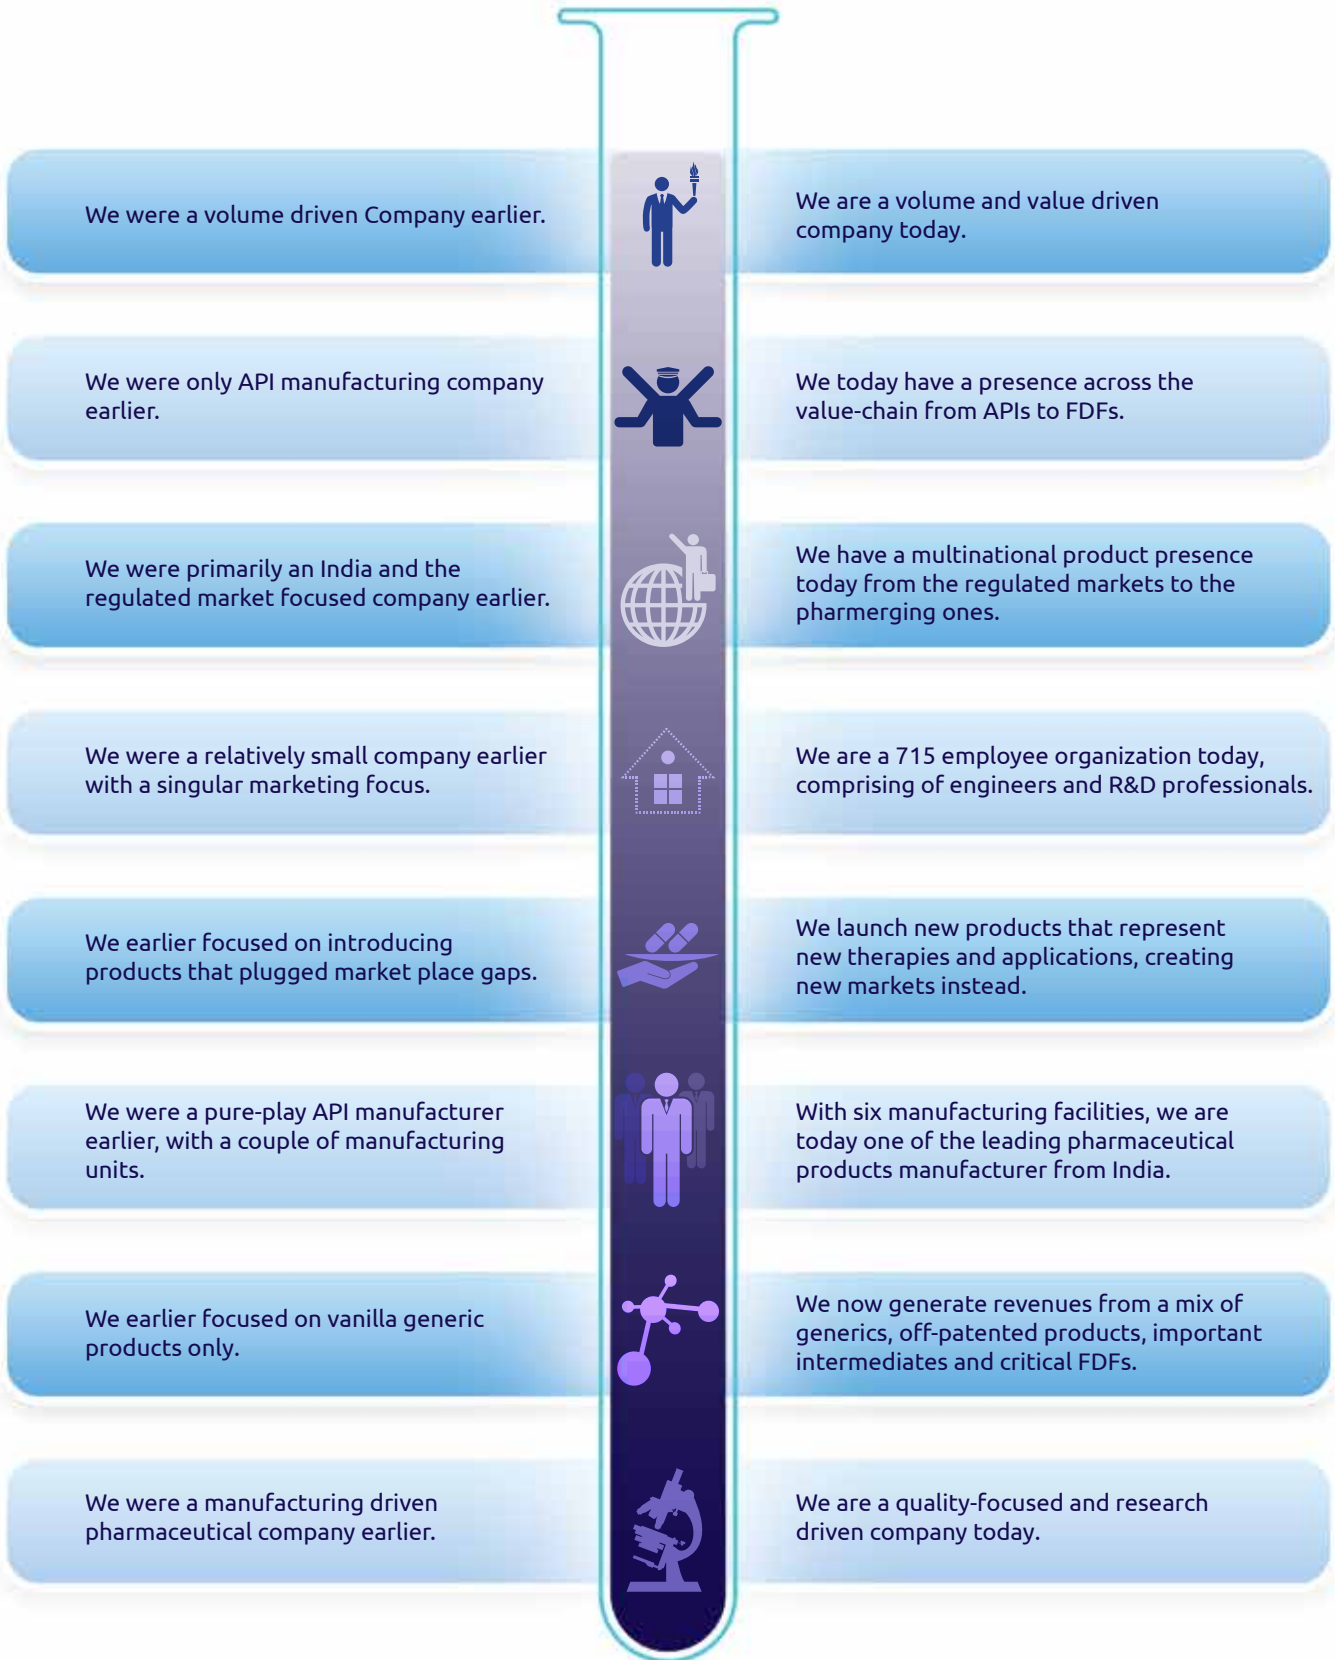 We were a volume driven Company earlier.
We are a volume and value driven
company today.
We were only API manufacturing company
earlier.
We today have a presence across the
value-chain from APIs to FDFs.
We were primarily an India and the
regulated market focused company earlier.
We have a multinational product presence
today from the regulated markets to the
pharmerging ones.
We were a relatively small company earlier
with a singular marketing focus.
We are a 715 employee organization today,
comprising of engineers and R&D professionals.
We earlier focused on introducing
products that plugged market place gaps.
We launch new products that represent
new therapies and applications, creating
new markets instead.
We were a pure-play API manufacturer
earlier, with a couple of manufacturing
units.
With six manufacturing facilities, we are
today one of the leading pharmaceutical
products manufacturer from India.
We earlier focused on vanilla generic
products only.
We now generate revenues from a mix of
generics, off-patented products, important
intermediates and critical FDFs.
We were a manufacturing driven
pharmaceutical company earlier.
We are a quality-focused and research
driven company today.